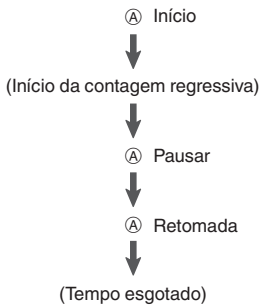 Ⓐ Início
(Início da contagem regressiva)
Ⓐ Pausar
Ⓐ Retomada
(Tempo esgotado)